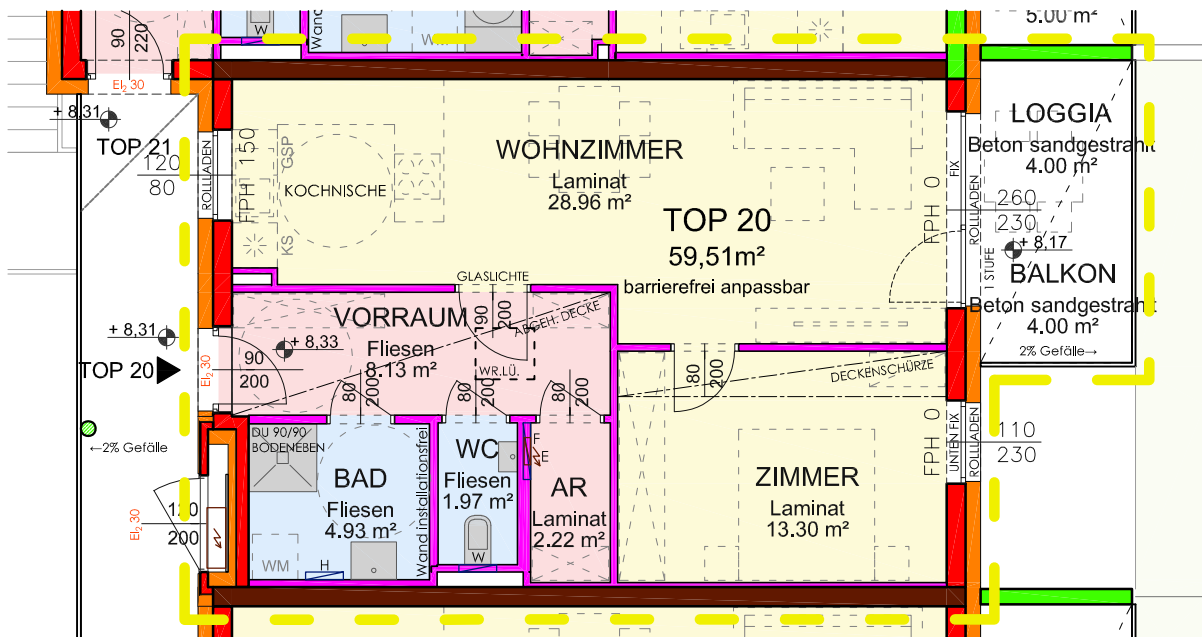 5.00 m²
90
220
W
Wand
WM
EI₂ 30
+ 8,31
TOP 21
120
80
ROLLLADEN
FPH 150
GSP
KS
KOCHNISCHE
WOHNZIMMER
Laminat
28.96 m²
TOP 20
59,51m²
barrierefrei anpassbar
FIX
FPH 0
ROLLLADEN
260
230
1 STUFE
LOGGIA
Beton sandgestrahlt
4.00 m²
+ 8,17
BALKON
Beton sandgestrahlt
4.00 m²
2% Gefälle→
GLASLICHTE
90
200
ABGEH. DECKE
VORRAUM
Fliesen
8.13 m²
+ 8,33
WR.LÜ.
+ 8,31
TOP 20
EI₂ 30
90
200
80
200
80
200
80
200
80
200
DECKENSCHÜRZE
←2% Gefälle
DU 90/90
BODENEBEN
BAD
Fliesen
4.93 m²
WM
H
Wand installationsfrei
WC
Fliesen
1.97 m²
W
F
E
AR
Laminat
2.22 m²
ZIMMER
Laminat
13.30 m²
FPH 0
UNTEN FIX
ROLLLADEN
110
230
EI₂ 30
120
200